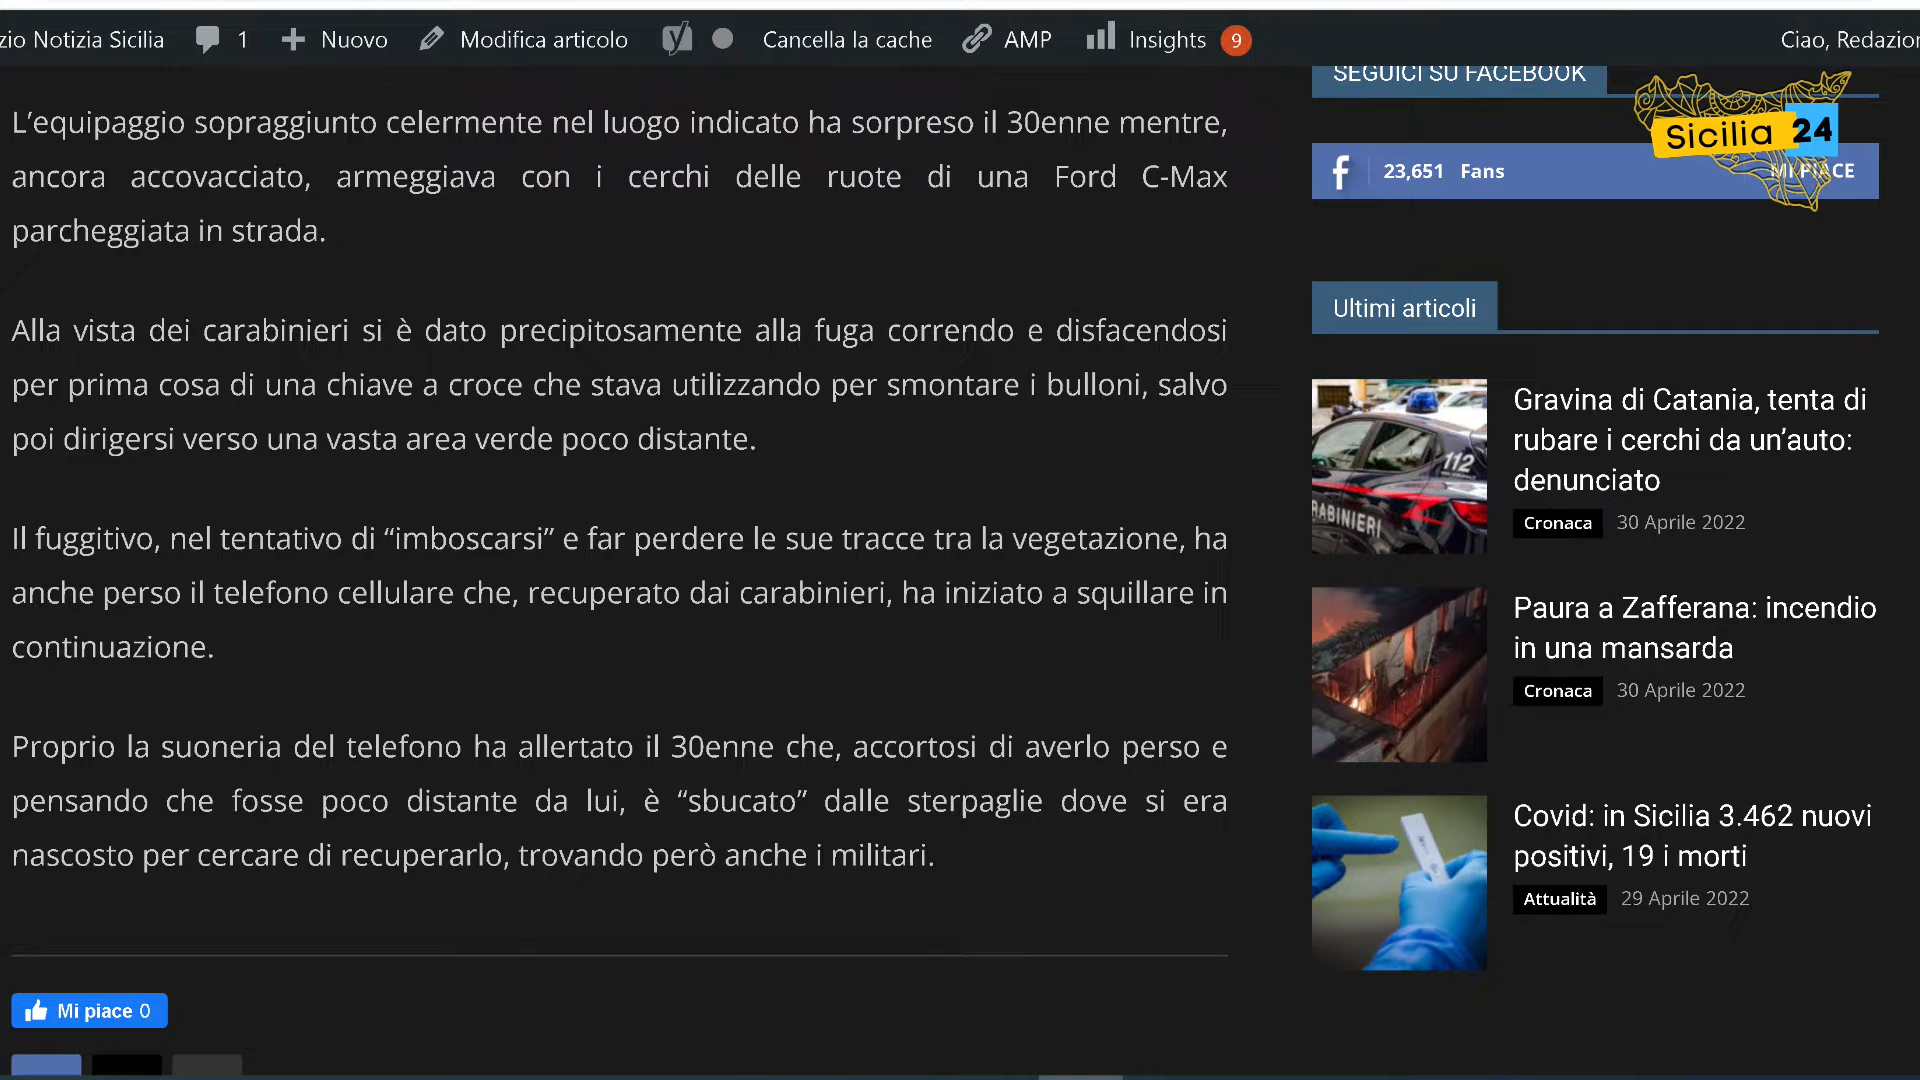 zio Notizia Sicilia 1 Nuovo Modifica articolo Cancella la cache AMP Insights 9 Ciao, Redazion
L’equipaggio sopraggiunto celermente nel luogo indicato ha sorpreso il 30enne mentre,
ancora accovacciato, armeggiava con i cerchi delle ruote di una Ford C-Max
parcheggiata in strada.
Alla vista dei carabinieri si è dato precipitosamente alla fuga correndo e disfacendosi
per prima cosa di una chiave a croce che stava utilizzando per smontare i bulloni, salvo
poi dirigersi verso una vasta area verde poco distante.
Il fuggitivo, nel tentativo di “imboscarsi” e far perdere le sue tracce tra la vegetazione, ha
anche perso il telefono cellulare che, recuperato dai carabinieri, ha iniziato a squillare in
continuazione.
Proprio la suoneria del telefono ha allertato il 30enne che, accortosi di averlo perso e
pensando che fosse poco distante da lui, è “sbucato” dalle sterpaglie dove si era
nascosto per cercare di recuperarlo, trovando però anche i militari.
Mi piace 0
SEGUICI SU FACEBOOK
Sicilia 24
23,651 Fans MI PIACE
Ultimi articoli
112
RABINIERI
Gravina di Catania, tenta di
rubare i cerchi da un’auto:
denunciato
Cronaca 30 Aprile 2022
Paura a Zafferana: incendio
in una mansarda
Cronaca 30 Aprile 2022
Covid: in Sicilia 3.462 nuovi
positivi, 19 i morti
Attualità 29 Aprile 2022